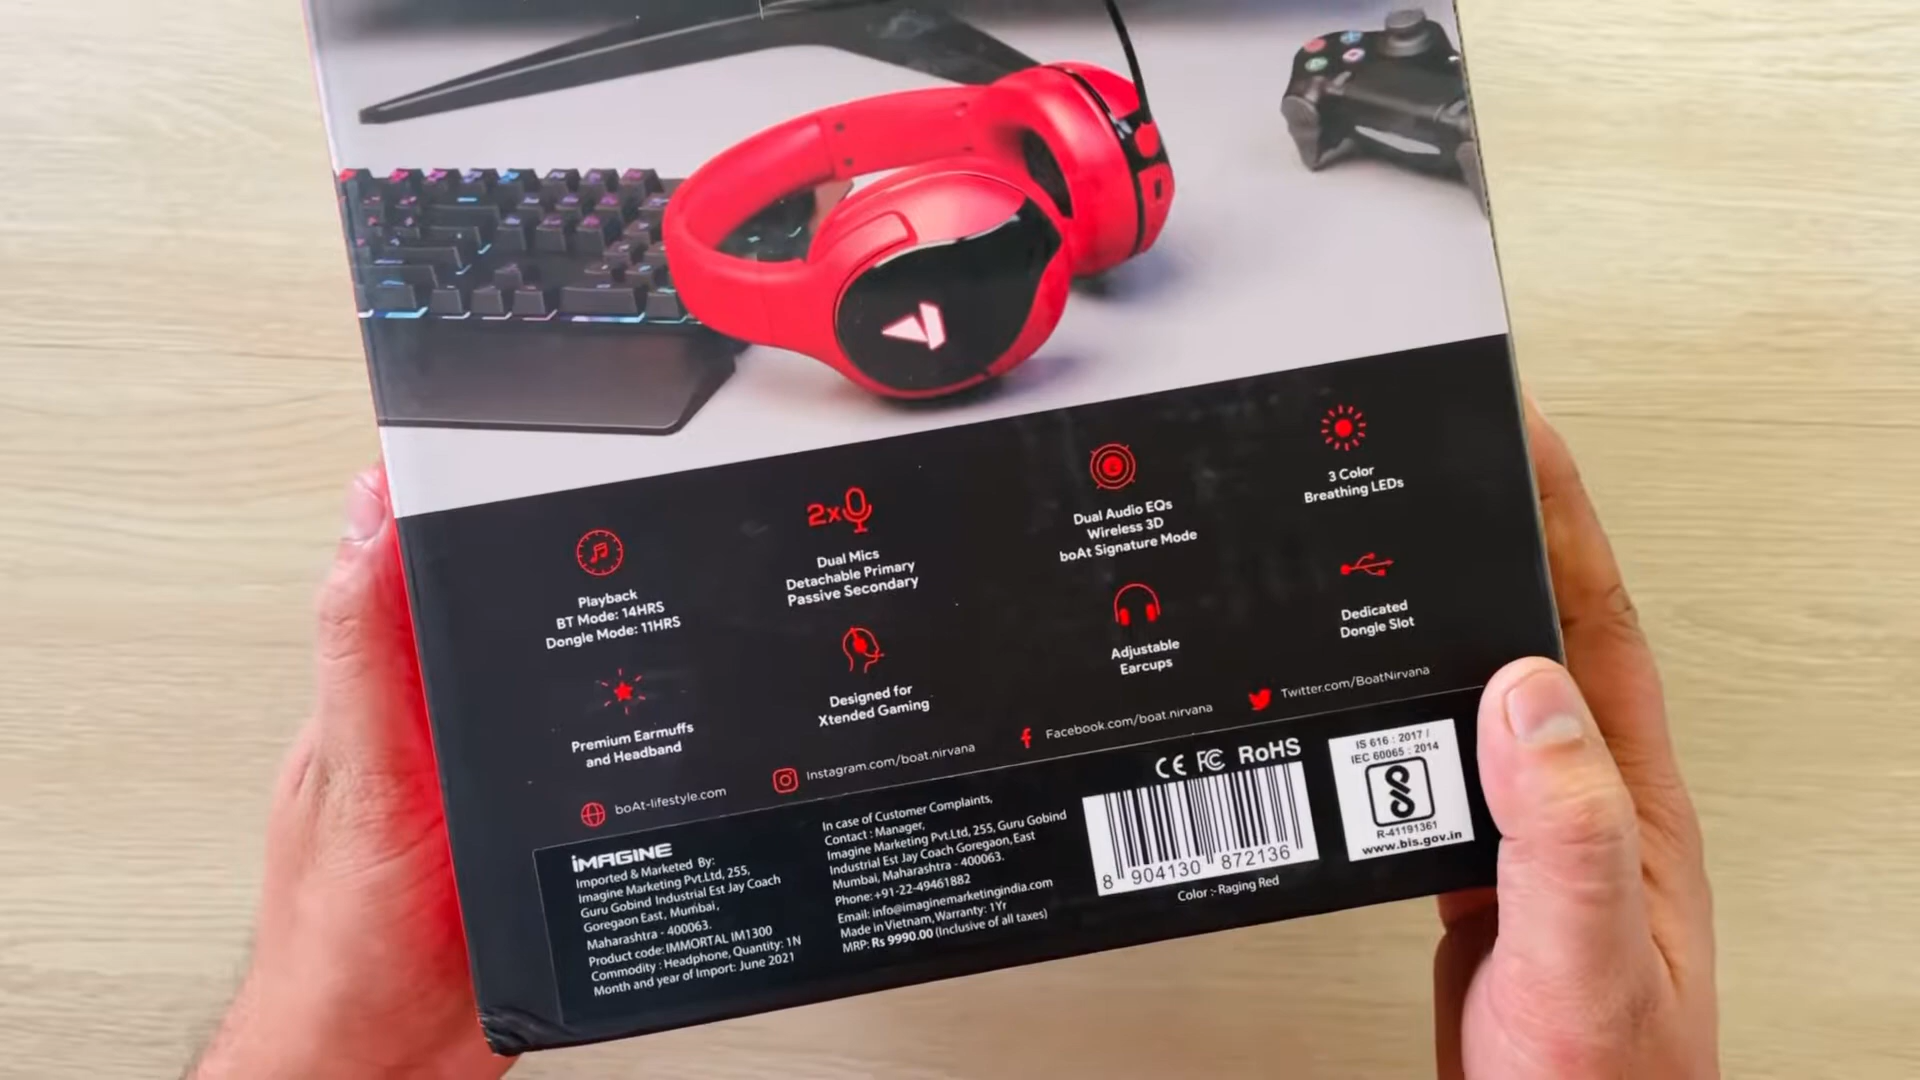 Playback
BT Mode: 14HRS
Dongle Mode: 11HRS
2x
Dual Mics
Detachable Primary
Passive Secondary
Dual Audio EQs
Wireless 3D
boAt Signature Mode
3 Color
Breathing LEDs
Premium Earmuffs
and Headband
Designed for
Xtended Gaming
Adjustable
Earcups
Dedicated
Dongle Slot
boAt-lifestyle.com
Instagram.com/boat.nirvana
Facebook.com/boat.nirvana
Twitter.com/BoatNirvana
iMAGINE
Imported & Marketed By:
Imagine Marketing Pvt.Ltd, 255,
Guru Gobind Industrial Est Jay Coach
Goregaon East, Mumbai,
Maharashtra - 400063.
Product code: IMMORTAL IM1300
Commodity : Headphone, Quantity: 1N
Month and year of Import: June 2021
In case of Customer Complaints,
Contact : Manager,
Imagine Marketing Pvt.Ltd, 255, Guru Gobind
Industrial Est Jay Coach Goregaon, East
Mumbai, Maharashtra - 400063.
Phone: +91-22-49461882
Email: info@imaginemarketingindia.com
Made in Vietnam, Warranty: 1Yr
MRP: Rs 9990.00 (Inclusive of all taxes)
CE FC RoHS
8 904130 872136
Color :- Raging Red
IS 616 : 2017 /
IEC 60065 : 2014
R-41191361
www.bis.gov.in